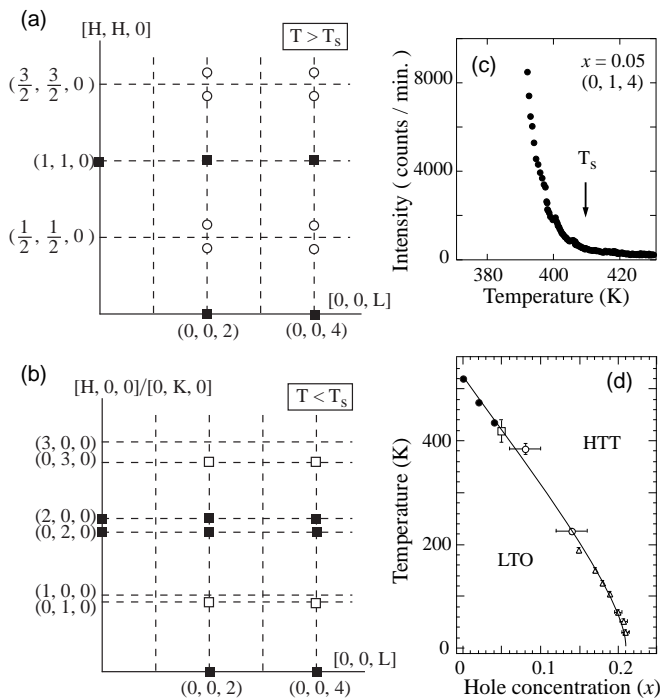 (a)
[H, H, 0]
T > Ts
(3/2, 3/2, 0)
(1, 1, 0)
(1/2, 1/2, 0)
[0, 0, L]
(0, 0, 2)
(0, 0, 4)
(b)
[H, 0, 0]/[0, K, 0]
T < Ts
(3, 0, 0)
(0, 3, 0)
(2, 0, 0)
(0, 2, 0)
(1, 0, 0)
(0, 1, 0)
[0, 0, L]
(0, 0, 2)
(0, 0, 4)
(c)
x = 0.05
(0, 1, 4)
Ts
8000
4000
0
Intensity ( counts / min. )
380
400
420
Temperature (K)
(d)
HTT
LTO
400
200
0
Temperature (K)
0
0.1
0.2
Hole concentration (x)